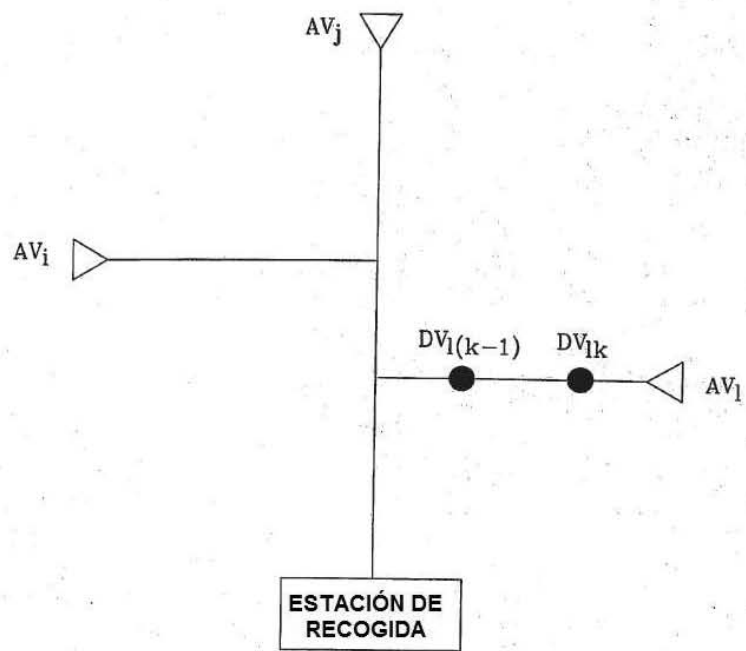 AVj
AVi
DVl(k-1)
DVlk
AVl
ESTACIÓN DE
RECOGIDA